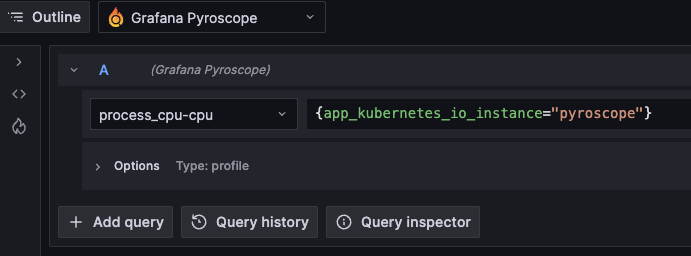 Outline Grafana Pyroscope
A (Grafana Pyroscope)
process_cpu-cpu {app_kubernetes_io_instance="pyroscope"}
Options Type: profile
Add query Query history Query inspector